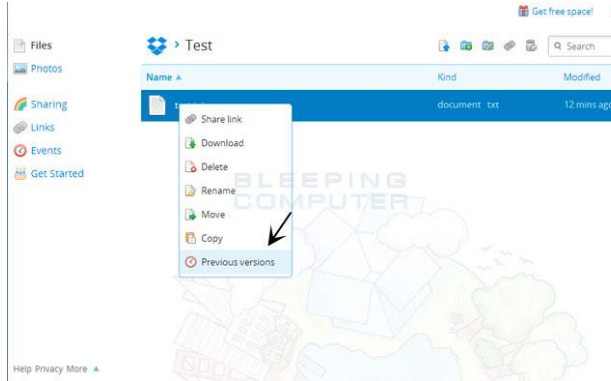 Get free space!
Files
Test
Search
Photos
Name
Kind
Modified
Sharing
document txt
12 mins ago
Share link
Links
Download
Events
Delete
Get Started
Rename
BLEEPING
COMPUTER
Move
Copy
Previous versions
Help Privacy More